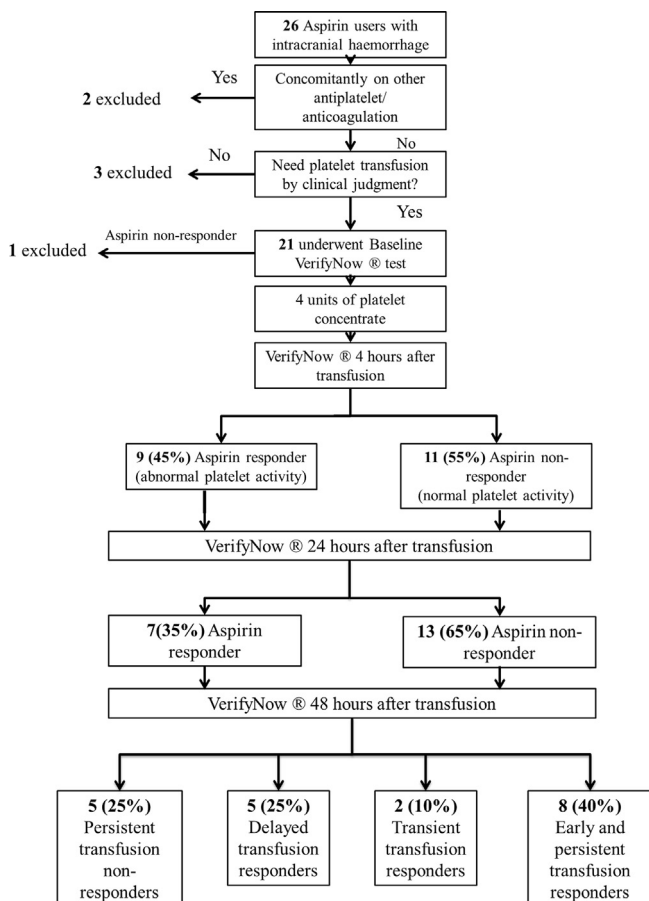 26 Aspirin users with
intracranial haemorrhage
Yes
Concomitantly on other
antiplatelet/
anticoagulation
2 excluded
No
No
Need platelet transfusion
by clinical judgment?
3 excluded
Yes
Aspirin non-responder
1 excluded
21 underwent Baseline
VerifyNow ® test
4 units of platelet
concentrate
VerifyNow ® 4 hours after
transfusion
9 (45%) Aspirin responder
(abnormal platelet activity)
11 (55%) Aspirin non-
responder
(normal platelet activity)
VerifyNow ® 24 hours after transfusion
7(35%) Aspirin
responder
13 (65%) Aspirin non-
responder
VerifyNow ® 48 hours after transfusion
5 (25%)
Persistent
transfusion
non-
responders
5 (25%)
Delayed
transfusion
responders
2 (10%)
Transient
transfusion
responders
8 (40%)
Early and
persistent
transfusion
responders